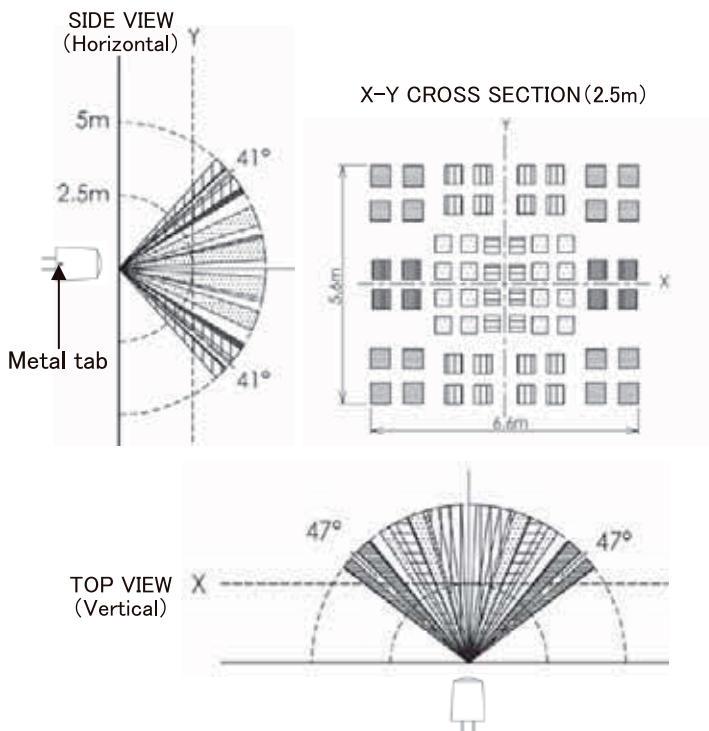 SIDE VIEW
(Horizontal)
Y
5m
41°
2.5m
Metal tab
41°
X-Y CROSS SECTION(2.5m)
Y
5.6m
X
6.6m
47°
47°
TOP VIEW
(Vertical)
X